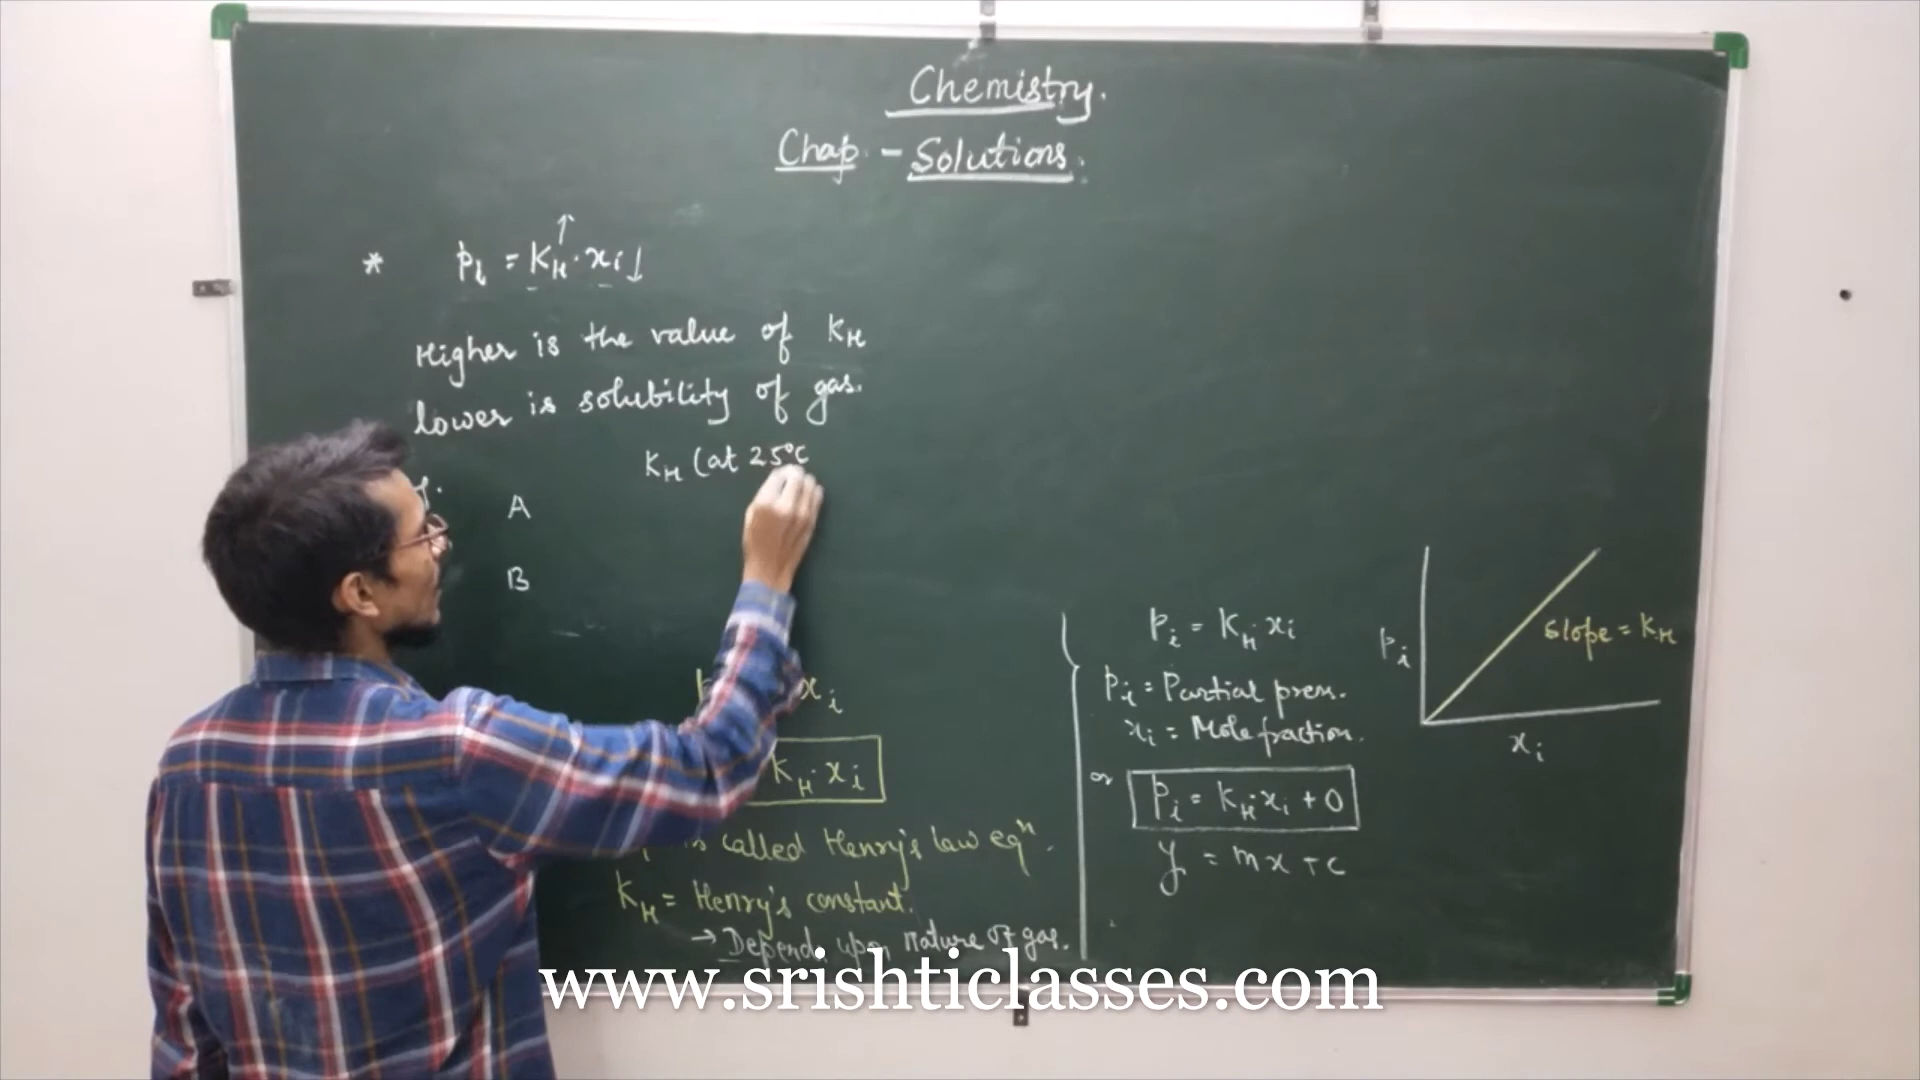 Chemistry.
Chap. - Solutions.
* pi = KH↑ . xi↓
Higher is the value of KH
lower is solubility of gas.
KH (at 25°C
A
B
xi
KH . xi
is called Henry's law eqn.
KH = Henry's constant.
→ Depend upon nature of gas.
Pi = KH . xi
Pi = Partial press.
xi = Mole fraction.
or Pi = KH . xi + 0
y = mx + c
Pi
slope = KH
xi
www.srishticlasses.com